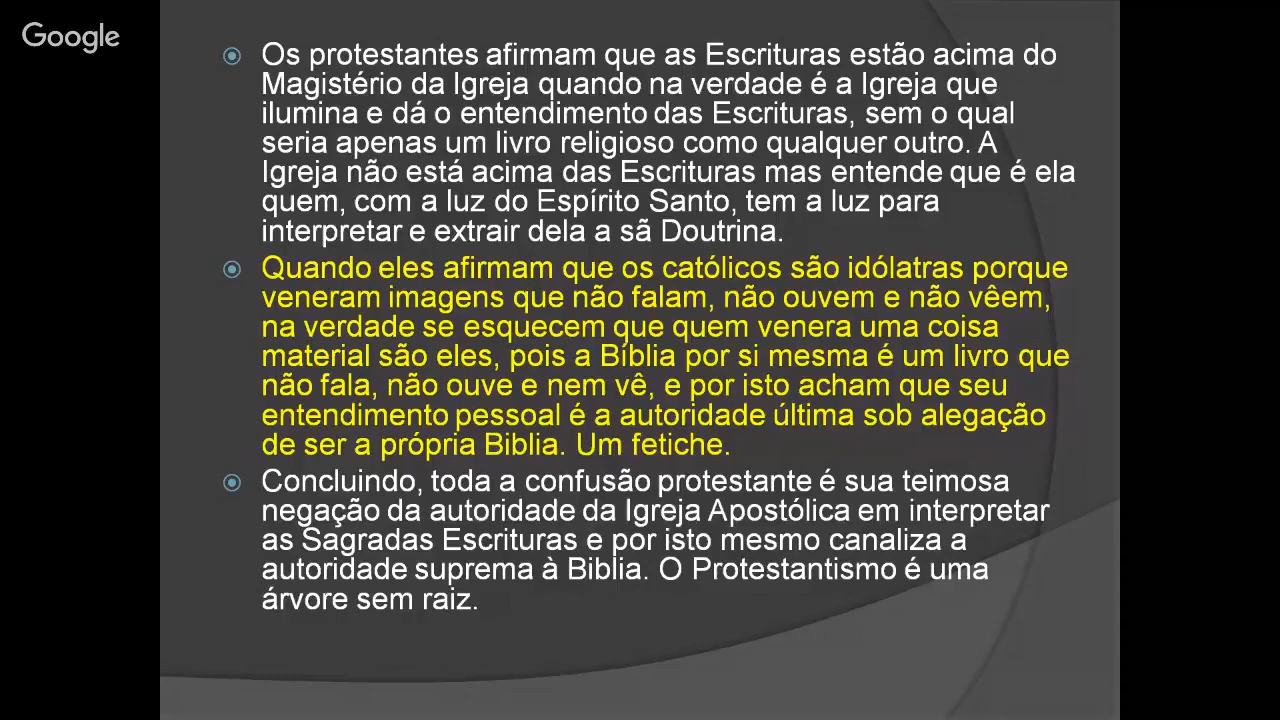 Google
Os protestantes afirmam que as Escrituras estão acima do
Magistério da Igreja quando na verdade é a Igreja que
ilumina e dá o entendimento das Escrituras, sem o qual
seria apenas um livro religioso como qualquer outro. A
Igreja não está acima das Escrituras mas entende que é ela
quem, com a luz do Espírito Santo, tem a luz para
interpretar e extrair dela a sã Doutrina.
Quando eles afirmam que os católicos são idólatras porque
veneram imagens que não falam, não ouvem e não vêem,
na verdade se esquecem que quem venera uma coisa
material são eles, pois a Bíblia por si mesma é um livro que
não fala, não ouve e nem vê, e por isto acham que seu
entendimento pessoal é a autoridade última sob alegação
de ser a própria Biblia. Um fetiche.
Concluindo, toda a confusão protestante é sua teimosa
negação da autoridade da Igreja Apostólica em interpretar
as Sagradas Escrituras e por isto mesmo canaliza a
autoridade suprema à Biblia. O Protestantismo é uma
árvore sem raiz.